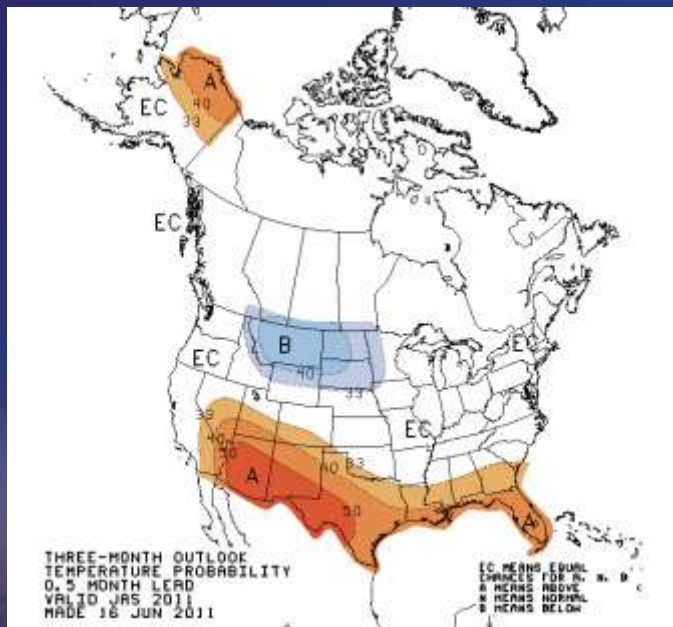 A
EC
40
33
EC
B
EC
EC
40
33
33
EC
40
50
40
33
A
50
A
THREE-MONTH OUTLOOK
TEMPERATURE PROBABILITY
0.5 MONTH LEAD
VALID JAS 2011
MADE 16 JUN 2011
EC MEANS EQUAL
CHANCES FOR A, N, B
A MEANS ABOVE
N MEANS NORMAL
B MEANS BELOW